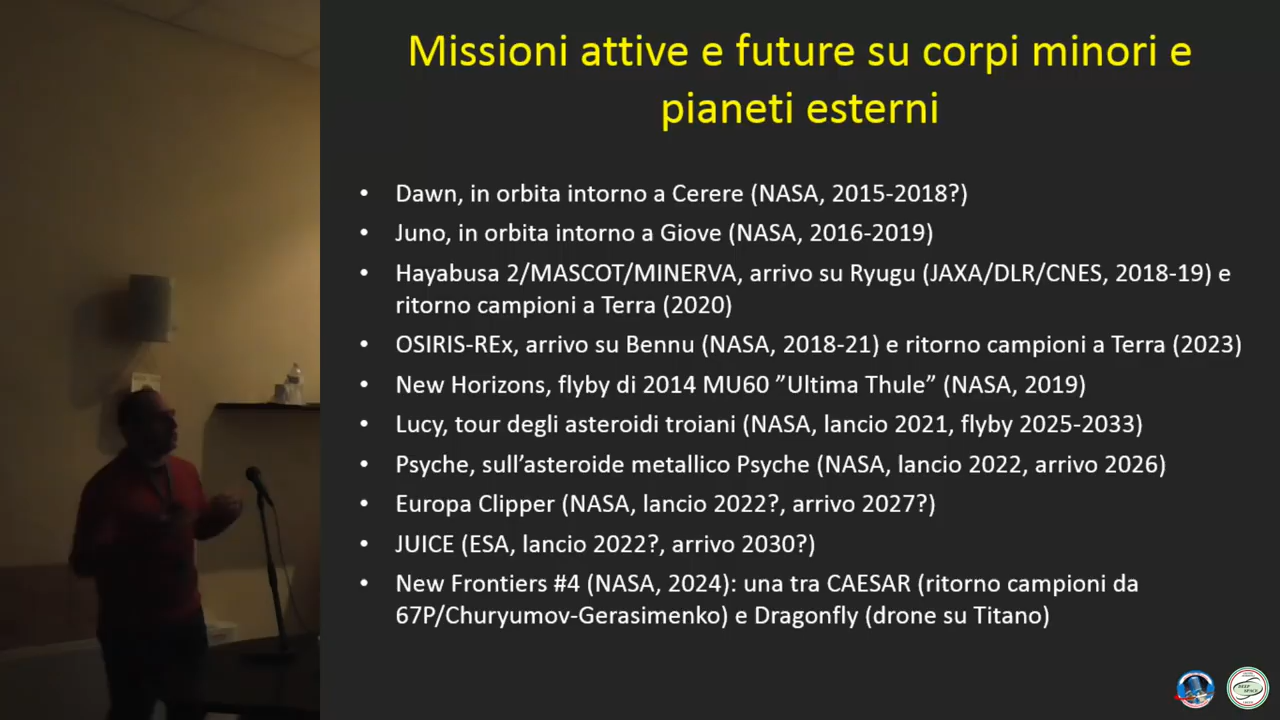 Missioni attive e future su corpi minori e
pianeti esterni
• Dawn, in orbita intorno a Cerere (NASA, 2015-2018?)
• Juno, in orbita intorno a Giove (NASA, 2016-2019)
• Hayabusa 2/MASCOT/MINERVA, arrivo su Ryugu (JAXA/DLR/CNES, 2018-19) e
ritorno campioni a Terra (2020)
• OSIRIS-REx, arrivo su Bennu (NASA, 2018-21) e ritorno campioni a Terra (2023)
• New Horizons, flyby di 2014 MU60 ”Ultima Thule” (NASA, 2019)
• Lucy, tour degli asteroidi troiani (NASA, lancio 2021, flyby 2025-2033)
• Psyche, sull’asteroide metallico Psyche (NASA, lancio 2022, arrivo 2026)
• Europa Clipper (NASA, lancio 2022?, arrivo 2027?)
• JUICE (ESA, lancio 2022?, arrivo 2030?)
• New Frontiers #4 (NASA, 2024): una tra CAESAR (ritorno campioni da
67P/Churyumov-Gerasimenko) e Dragonfly (drone su Titano)